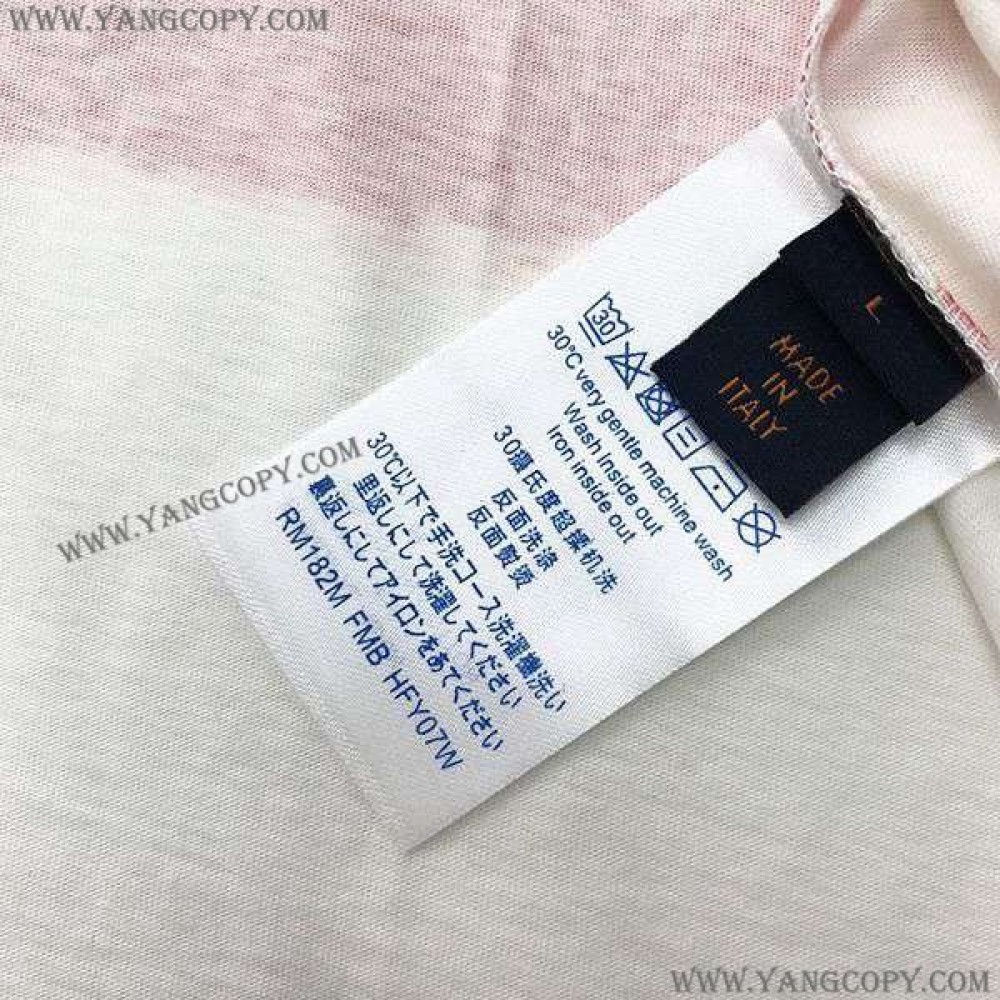 WWW.YANGCOPY.COM
L
MADE
IN
ITALY
30
30°C very gentle machine wash
Wash Inside out
Iron inside out
30攝氏度超操机洗
反面洗涤
反面熨烫
30℃以下で手洗コース洗濯機洗い
里返しにして洗濯してください
裏返しにしてアイロンをあてください
RM182M FMB HFY07W
WWW.YANGCOPY.COM
WWW.YANGCOPY.COM